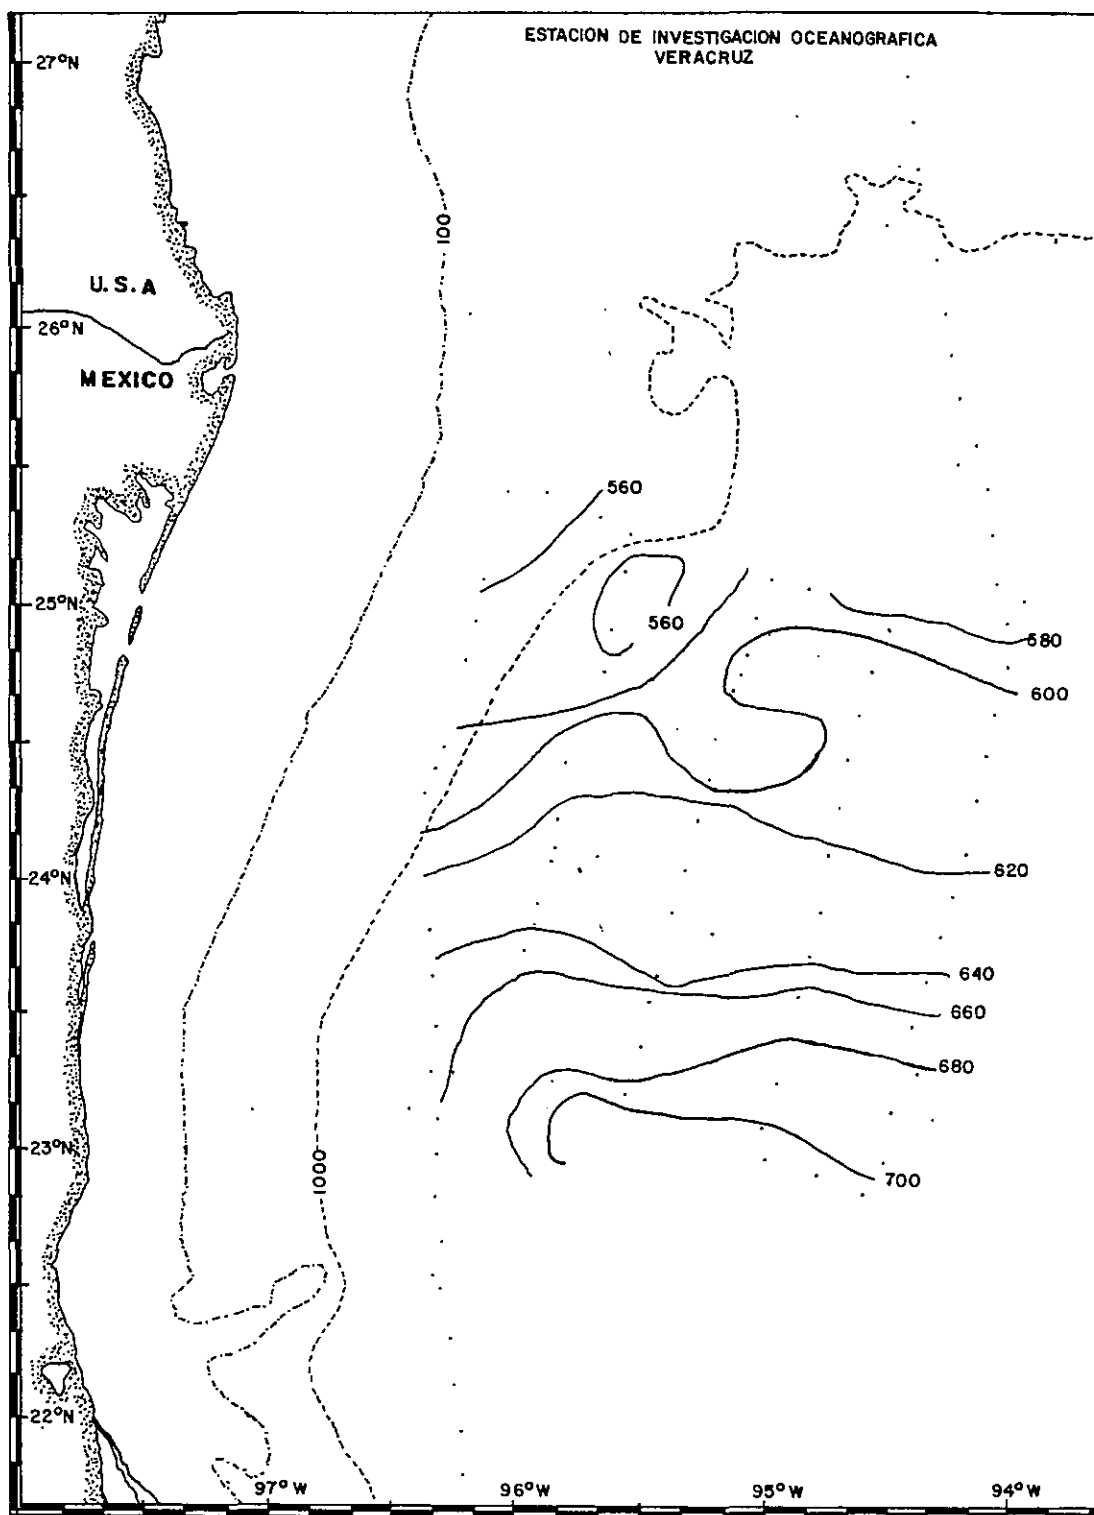 ESTACION DE INVESTIGACION OCEANOGRAFICA
VERACRUZ
27°N
100
U.S.A
26°N
MEXICO
560
25°N
560
580
600
620
24°N
640
660
680
23°N
1000
700
22°N
97°W
96°W
95°W
94°W